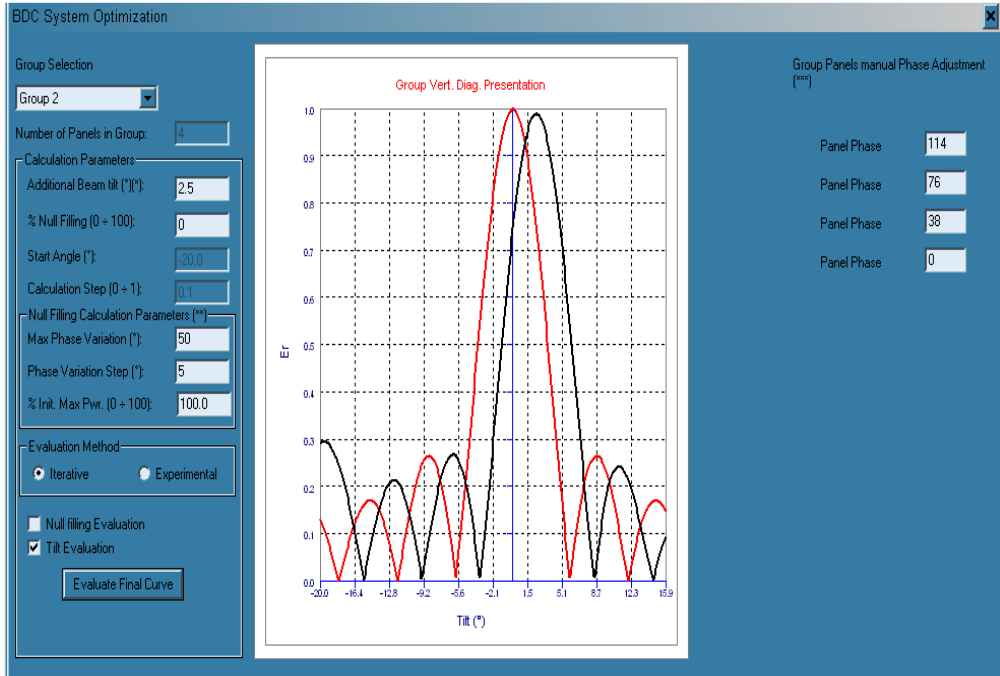 BDC System Optimization
Group Selection
Group 2
Number of Panels in Group: 4
Calculation Parameters
Additional Beam tilt (°)(*): 2.5
% Null Filling (0 ÷ 100): 0
Start Angle (°): -20.0
Calculation Step (0 ÷ 1): 0.1
Null Filling Calculation Parameters (**)
Max Phase Variation (°): 50
Phase Variation Step (°): 5
% Init. Max Pwr. (0 ÷ 100): 100.0
Evaluation Method
Iterative Experimental
Null filling Evaluation
Tilt Evaluation
Evaluate Final Curve
Group Vert. Diag. Presentation
1.0
0.9
0.8
0.7
0.6
0.5
0.4
0.3
0.2
0.1
0.0
Er
-20.0 -16.4 -12.8 -9.2 -5.6 -2.1 1.5 5.1 8.7 12.3 15.9
Tilt (°)
Group Panels manual Phase Adjustment
(***)
Panel Phase 114
Panel Phase 76
Panel Phase 38
Panel Phase 0